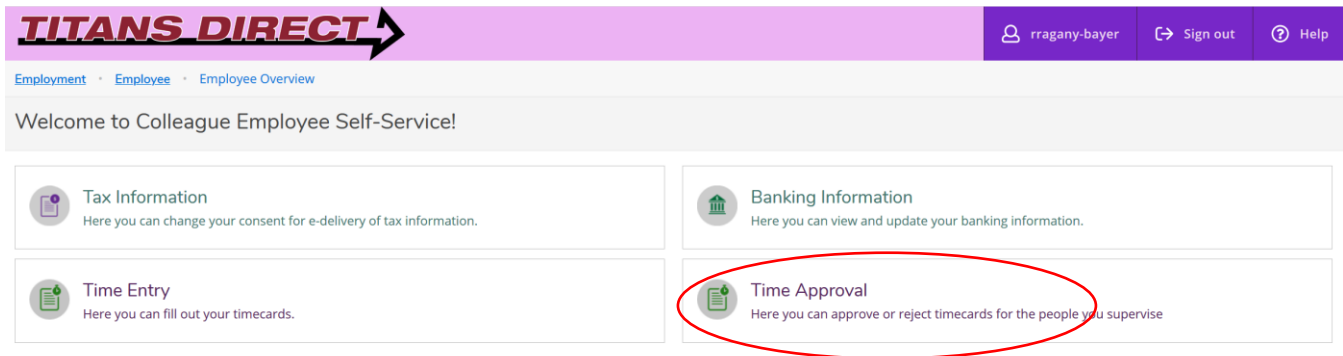 TITANS DIRECT
rragany-bayer
Sign out
Help
Employment · Employee · Employee Overview
Welcome to Colleague Employee Self-Service!
Tax Information
Here you can change your consent for e-delivery of tax information.
Banking Information
Here you can view and update your banking information.
Time Entry
Here you can fill out your timecards.
Time Approval
Here you can approve or reject timecards for the people you supervise